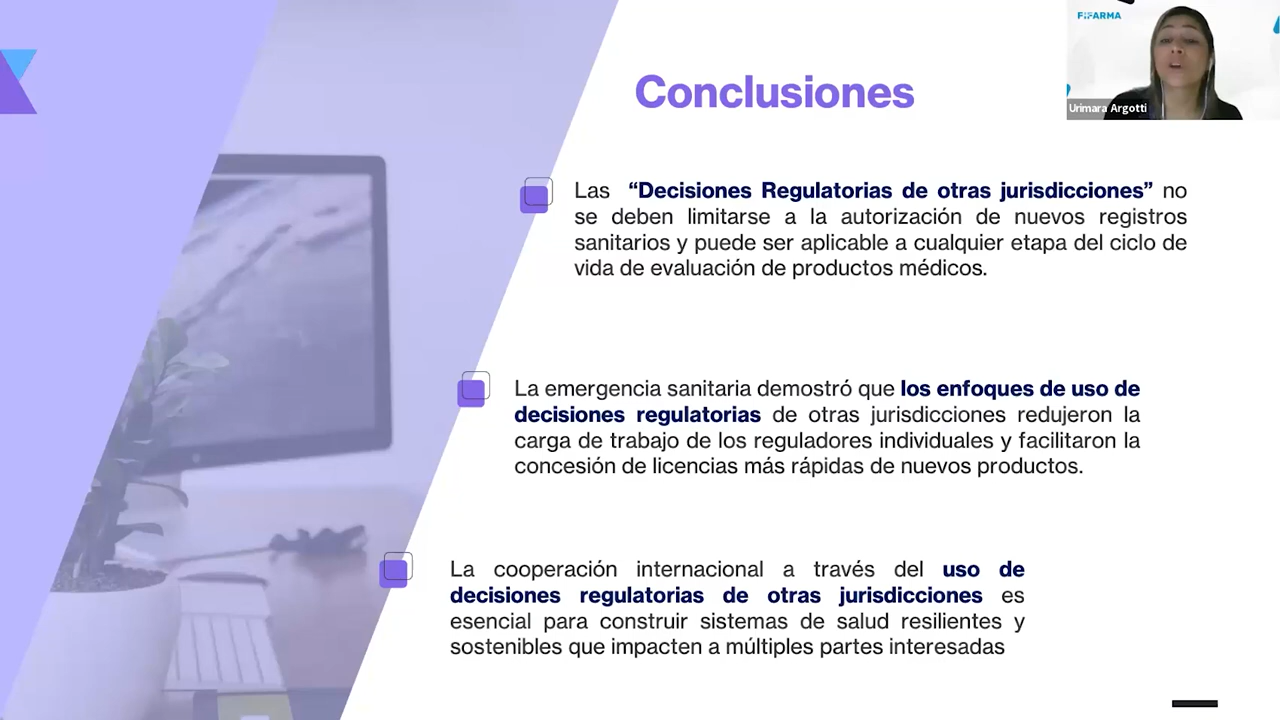 Conclusiones
FIFARMA
Urimara Argotti
Las “Decisiones Regulatorias de otras jurisdicciones” no
se deben limitarse a la autorización de nuevos registros
sanitarios y puede ser aplicable a cualquier etapa del ciclo de
vida de evaluación de productos médicos.
La emergencia sanitaria demostró que los enfoques de uso de
decisiones regulatorias de otras jurisdicciones redujeron la
carga de trabajo de los reguladores individuales y facilitaron la
concesión de licencias más rápidas de nuevos productos.
La cooperación internacional a través del uso de
decisiones regulatorias de otras jurisdicciones es
esencial para construir sistemas de salud resilientes y
sostenibles que impacten a múltiples partes interesadas